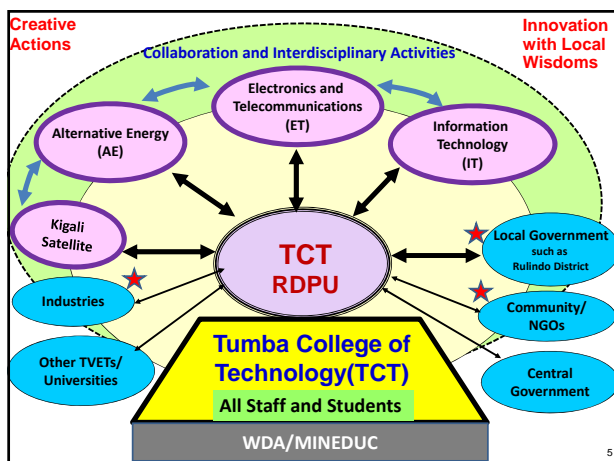 Creative
Actions
Innovation
with Local
Wisdoms
Collaboration and Interdisciplinary Activities
Electronics and
Telecommunications
(ET)
Alternative Energy
(AE)
Information
Technology
(IT)
Kigali
Satellite
TCT
RDPU
Local Government
such as
Rulindo District
Industries
Community/
NGOs
Other TVETs/
Universities
Central
Government
Tumba College of
Technology(TCT)
All Staff and Students
WDA/MINEDUC
5